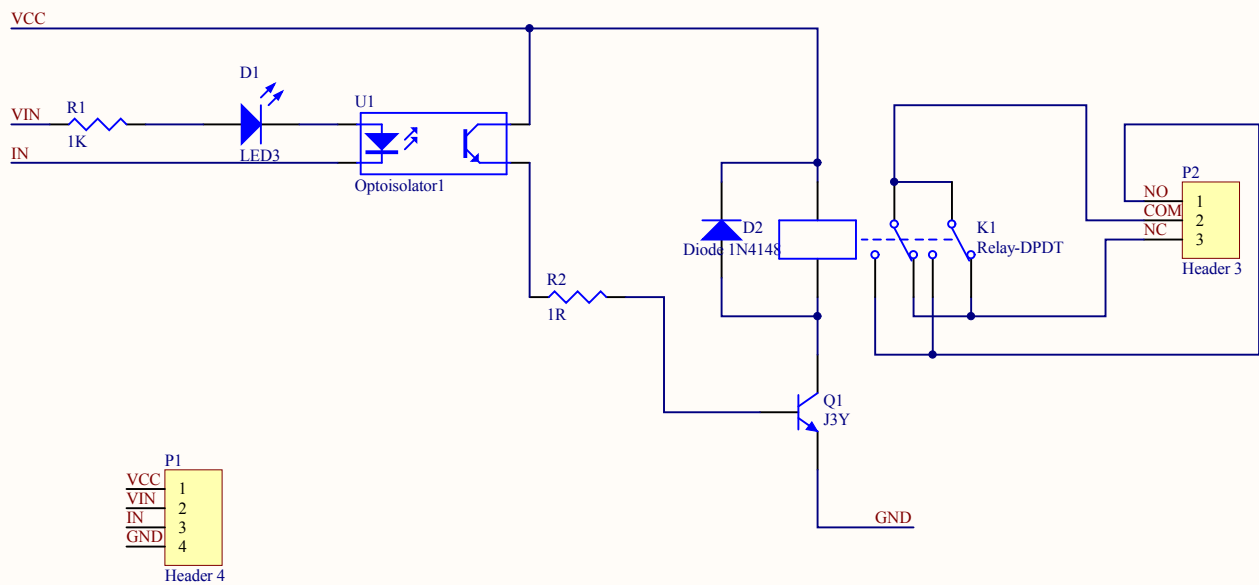 VCC
D1
U1
VIN
R1
1K
LED3
IN
Optoisolator1
P2
NO
1
COM
2
NC
3
Header 3
D2
Diode 1N4148
K1
Relay-DPDT
R2
1R
Q1
J3Y
P1
VCC
1
VIN
2
IN
3
GND
4
Header 4
GND